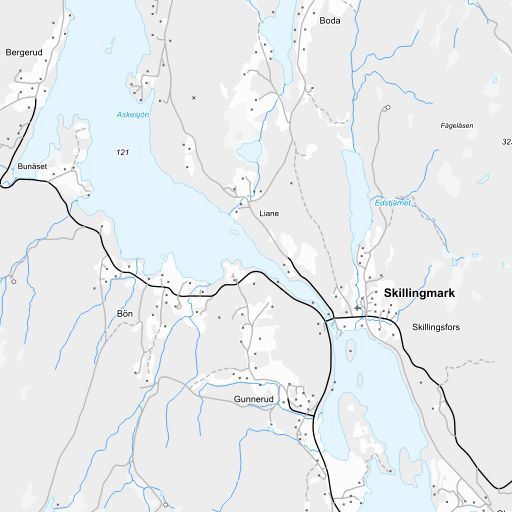 Boda
Bergerud
Askesjön
Fågelåsen
121
Bunäset
Edstjärnet
Liane
Skillingmark
Bön
Skillingsfors
Gunnerud